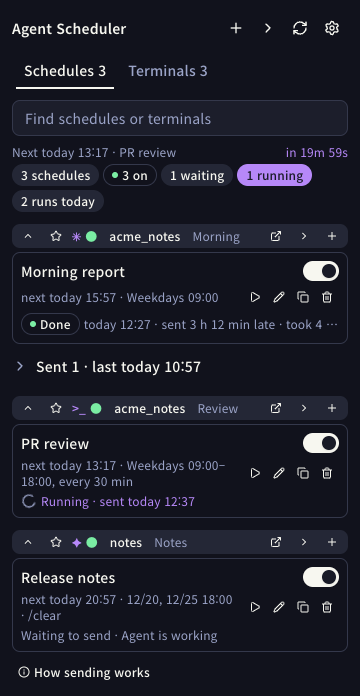 Agent Scheduler
Schedules 3
Terminals 3
Find schedules or terminals
Next today 13:17 · PR review
in 19m 59s
3 schedules
3 on
1 waiting
1 running
2 runs today
acme_notes Morning
Morning report
next today 15:57 · Weekdays 09:00
Done
today 12:27 · sent 3 h 12 min late · took 4 ···
Sent 1 · last today 10:57
>_ acme_notes Review
PR review
next today 13:17 · Weekdays 09:00–
18:00, every 30 min
Running · sent today 12:37
notes Notes
Release notes
next today 20:57 · 12/20, 12/25 18:00
· /clear
Waiting to send · Agent is working
How sending works